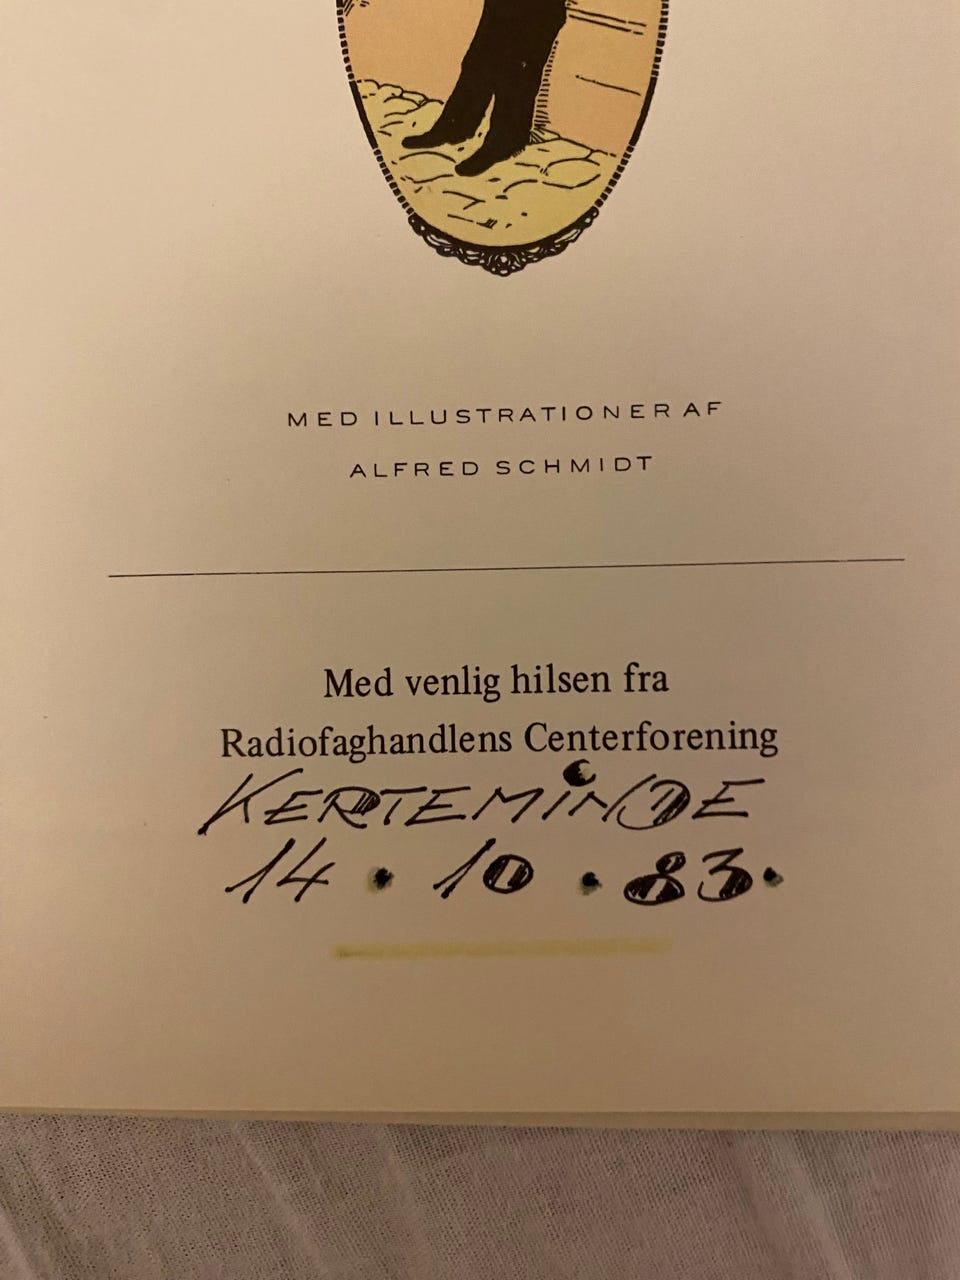 MED ILLUSTRATIONER AF
ALFRED SCHMIDT
Med venlig hilsen fra
Radiofaghandlens Centerforening
KERTEMINDE
14 . 10 . 83.